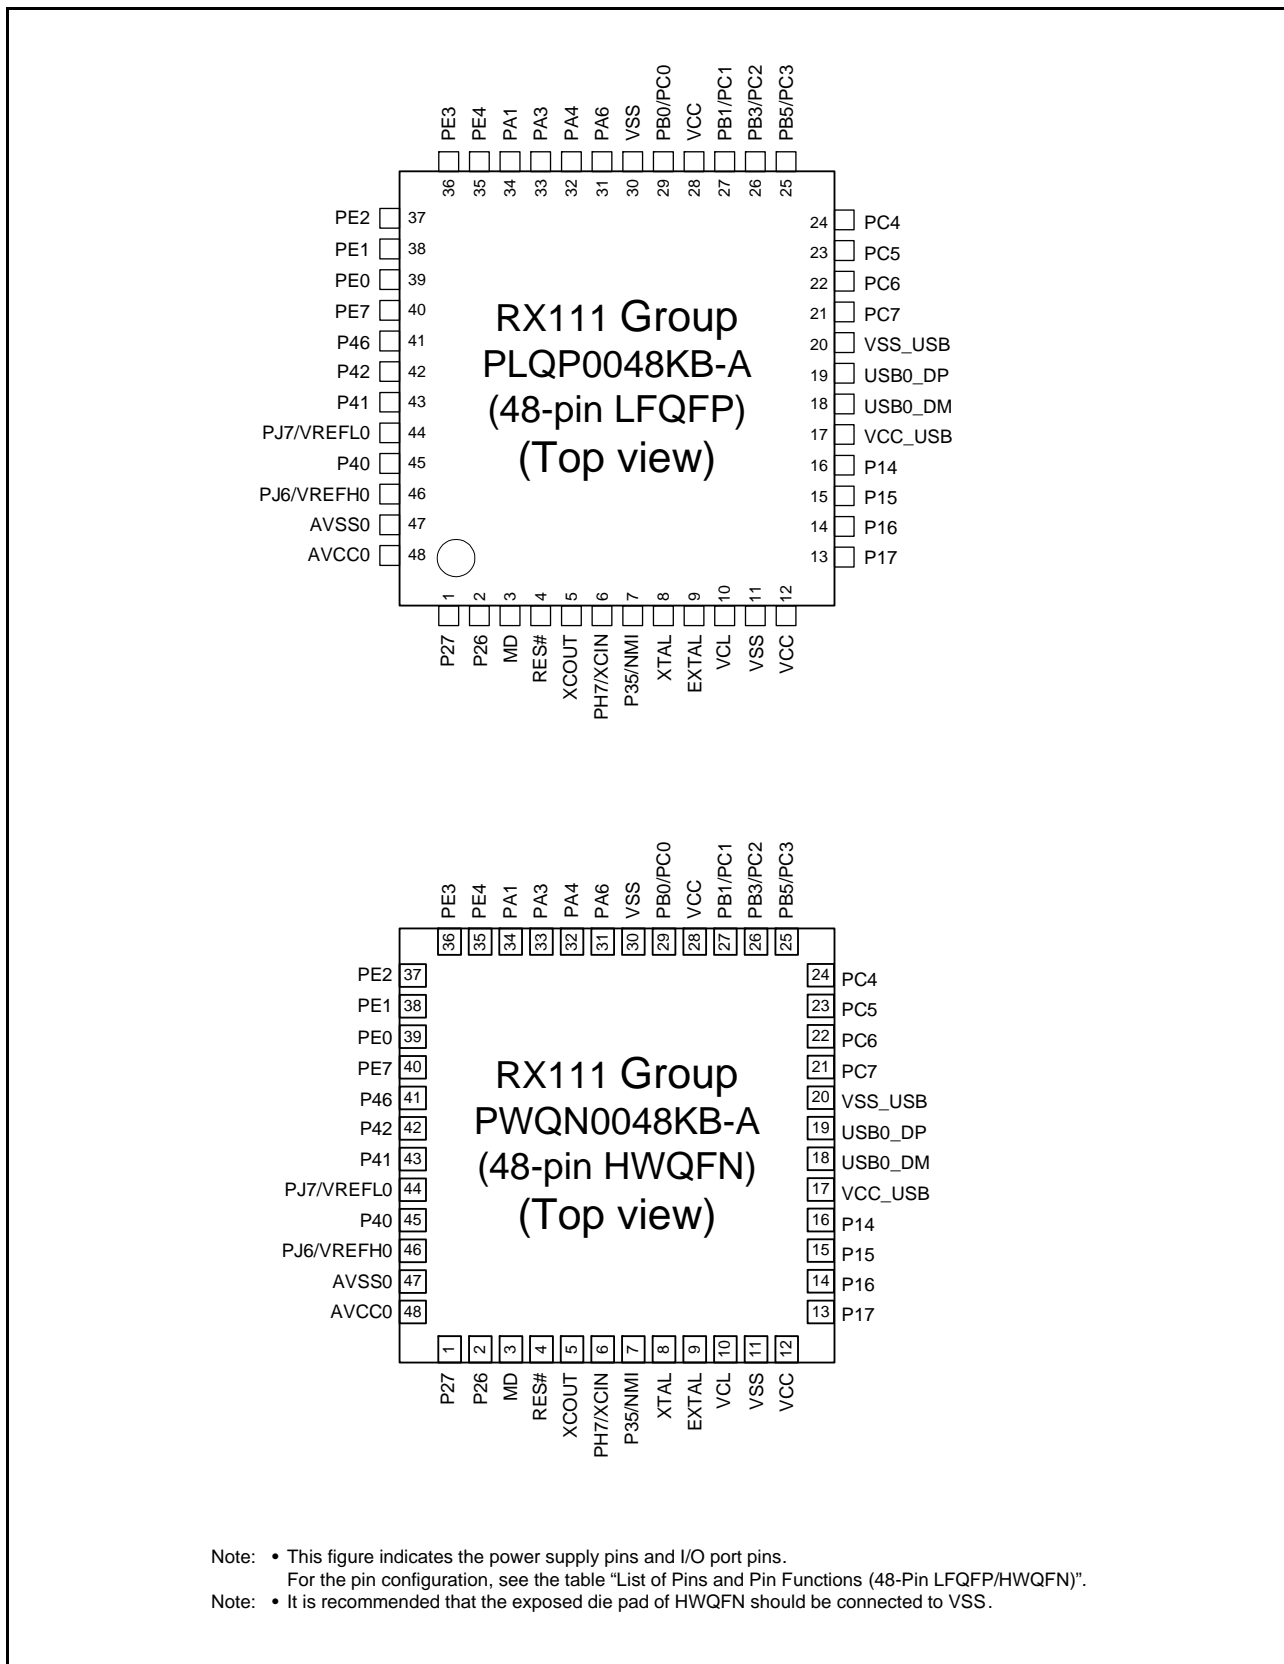 PE3
PE4
PA1
PA3
PA4
PA6
VSS
PB0/PC0
VCC
PB1/PC1
PB3/PC2
PB5/PC3
36
35
34
33
32
31
30
29
28
27
26
25
PE2 37
PE1 38
PE0 39
PE7 40
P46 41
P42 42
P41 43
PJ7/VREFL0 44
P40 45
PJ6/VREFH0 46
AVSS0 47
AVCC0 48
RX111 Group
PLQP0048KB-A
(48-pin LFQFP)
(Top view)
24 PC4
23 PC5
22 PC6
21 PC7
20 VSS_USB
19 USB0_DP
18 USB0_DM
17 VCC_USB
16 P14
15 P15
14 P16
13 P17
1
2
3
4
5
6
7
8
9
10
11
12
P27
P26
MD
RES#
XCOUT
PH7/XCIN
P35/NMI
XTAL
EXTAL
VCL
VSS
VCC
PE3
PE4
PA1
PA3
PA4
PA6
VSS
PB0/PC0
VCC
PB1/PC1
PB3/PC2
PB5/PC3
36
35
34
33
32
31
30
29
28
27
26
25
PE2 37
PE1 38
PE0 39
PE7 40
P46 41
P42 42
P41 43
PJ7/VREFL0 44
P40 45
PJ6/VREFH0 46
AVSS0 47
AVCC0 48
RX111 Group
PWQN0048KB-A
(48-pin HWQFN)
(Top view)
24 PC4
23 PC5
22 PC6
21 PC7
20 VSS_USB
19 USB0_DP
18 USB0_DM
17 VCC_USB
16 P14
15 P15
14 P16
13 P17
1
2
3
4
5
6
7
8
9
10
11
12
P27
P26
MD
RES#
XCOUT
PH7/XCIN
P35/NMI
XTAL
EXTAL
VCL
VSS
VCC
Note: • This figure indicates the power supply pins and I/O port pins.
For the pin configuration, see the table “List of Pins and Pin Functions (48-Pin LFQFP/HWQFN)”.
Note: • It is recommended that the exposed die pad of HWQFN should be connected to VSS.